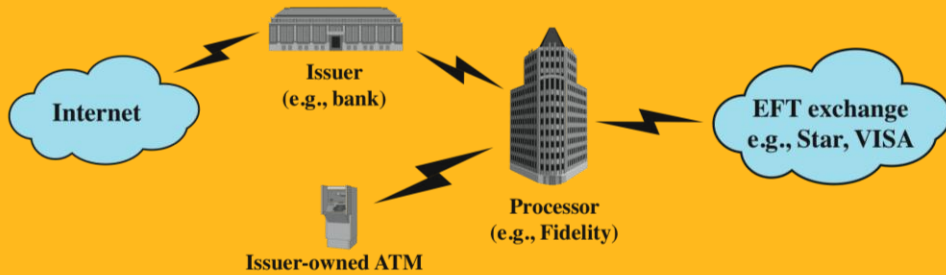 Internet
Issuer
(e.g., bank)
Issuer-owned ATM
Processor
(e.g., Fidelity)
EFT exchange
e.g., Star, VISA